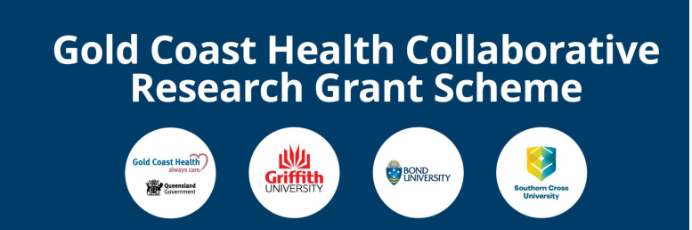 Gold Coast Health Collaborative
Research Grant Scheme
Gold Coast Health
always care
Queensland
Government
Griffith
UNIVERSITY
BOND
UNIVERSITY
Southern Cross
University